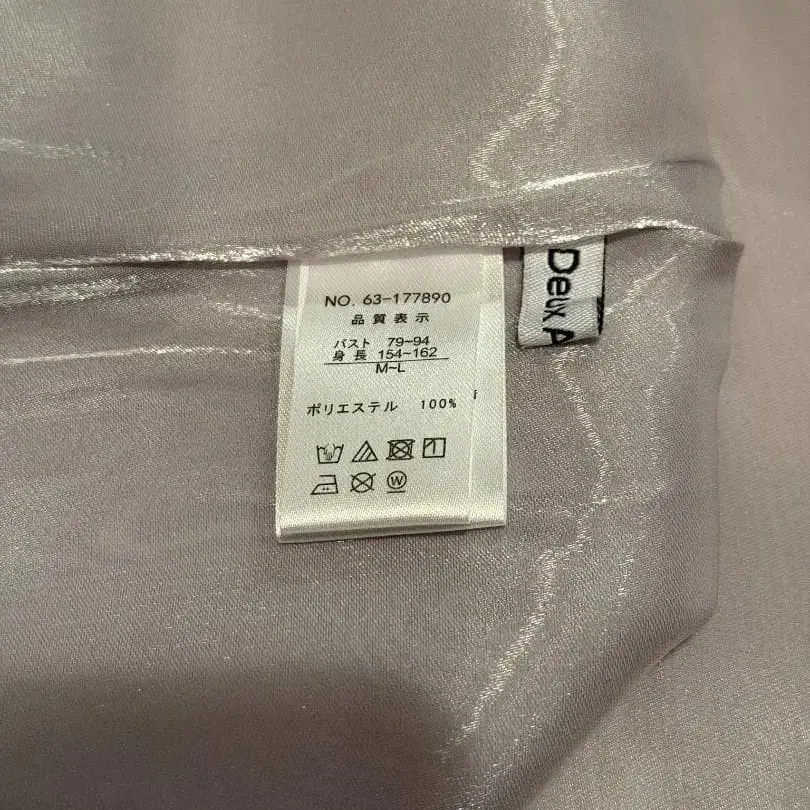 NO. 63-177890
品質表示
バスト 79~94
身長 154~162
M~L
ポリエステル 100%
W
Deux A